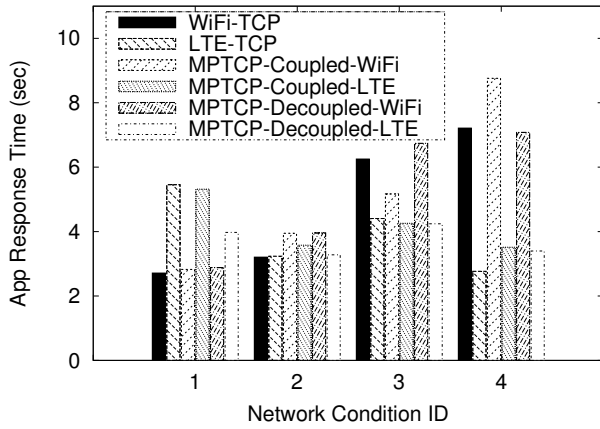 App Response Time (sec)
10
8
6
4
2
0
WiFi-TCP
LTE-TCP
MPTCP-Coupled-WiFi
MPTCP-Coupled-LTE
MPTCP-Decoupled-WiFi
MPTCP-Decoupled-LTE
1 2 3 4
Network Condition ID